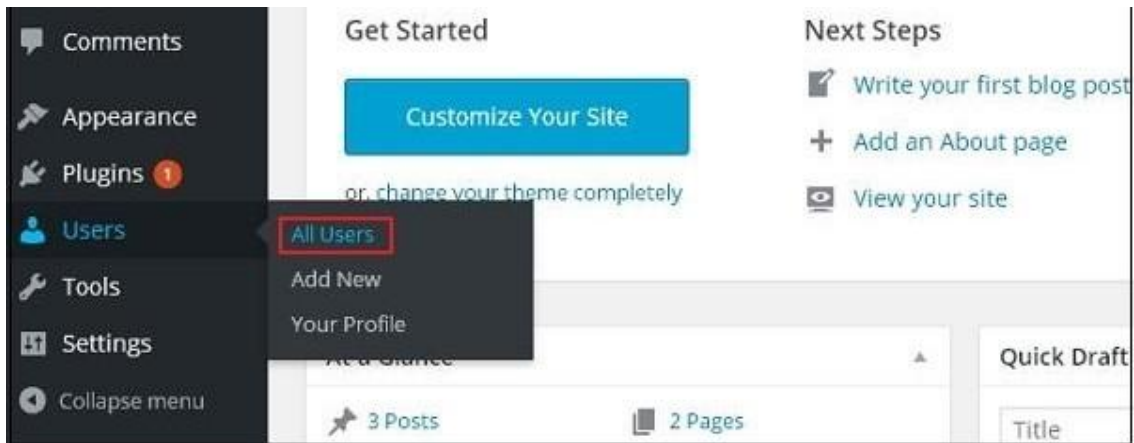 Comments
Appearance
Plugins 1
Users
Tools
Settings
Collapse menu
All Users
Add New
Your Profile
Get Started
Customize Your Site
or, change your theme completely
Next Steps
Write your first blog post
Add an About page
View your site
At a Glance
3 Posts
2 Pages
Quick Draft
Title